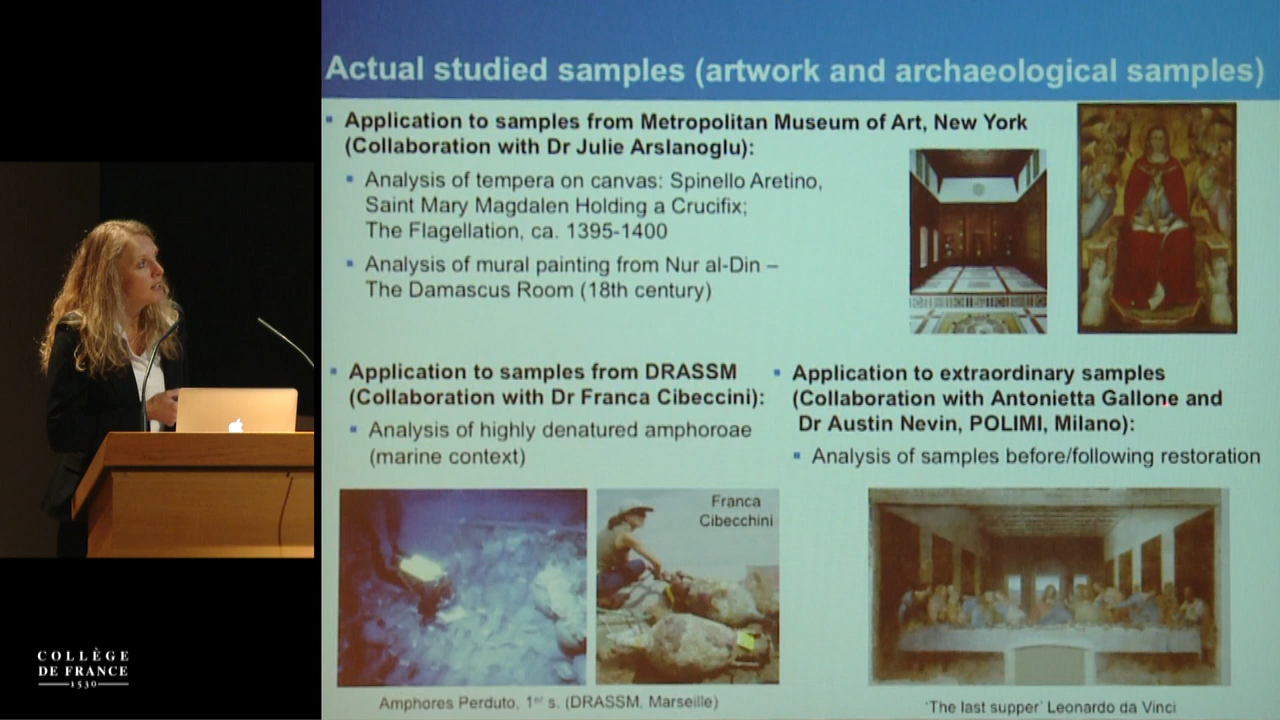 Actual studied samples (artwork and archaeological samples)
Application to samples from Metropolitan Museum of Art, New York
(Collaboration with Dr Julie Arslanoglu):
Analysis of tempera on canvas: Spinello Aretino,
Saint Mary Magdalen Holding a Crucifix;
The Flagellation, ca. 1395-1400
Analysis of mural painting from Nur al-Din –
The Damascus Room (18th century)
Application to samples from DRASSM
(Collaboration with Dr Franca Cibeccini):
Analysis of highly denatured amphoroae
(marine context)
Application to extraordinary samples
(Collaboration with Antonietta Gallone and
Dr Austin Nevin, POLIMI, Milano):
Analysis of samples before/following restoration
Franca
Cibecchini
Amphores Perduto, 1er s. (DRASSM, Marseille)
'The last supper' Leonardo da Vinci
COLLÈGE
DE FRANCE
1530